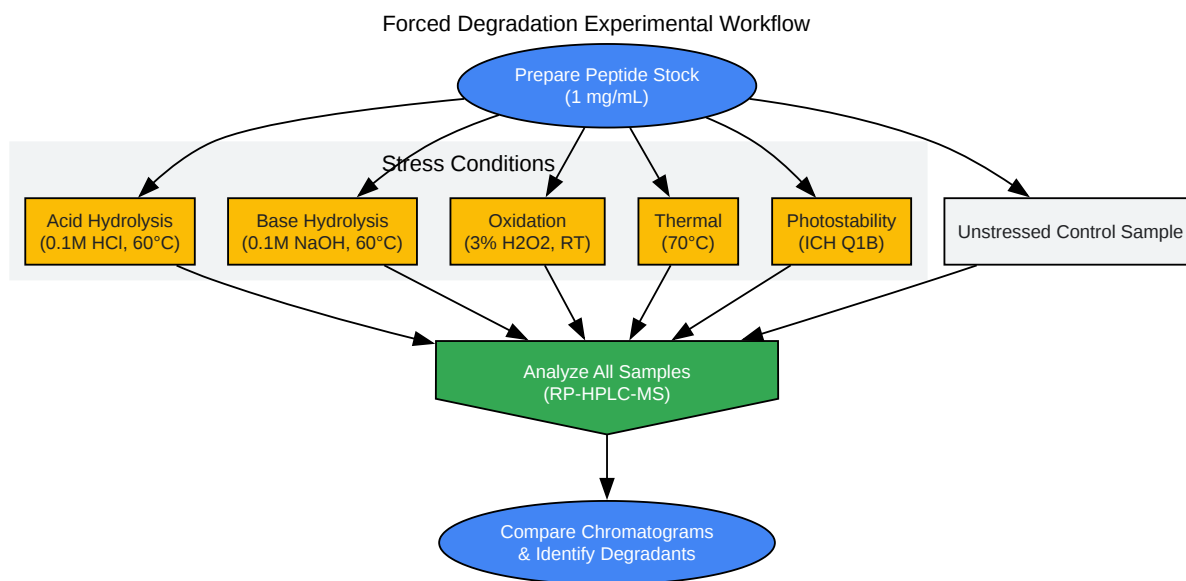 Forced Degradation Experimental Workflow
Prepare Peptide Stock
(1 mg/mL)
Stress Conditions
Acid Hydrolysis
(0.1M HCl, 60°C)
Base Hydrolysis
(0.1M NaOH, 60°C)
Oxidation
(3% H2O2, RT)
Thermal
(70°C)
Photostability
(ICH Q1B)
Unstressed Control Sample
Analyze All Samples
(RP-HPLC-MS)
Compare Chromatograms
& Identify Degradants